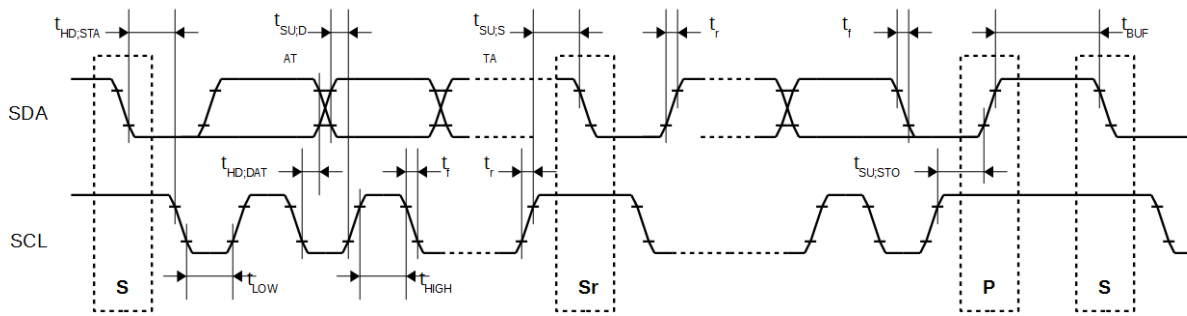 tHD;STA tSU;D tSU;S tr tf tBUF
AT TA
SDA
tHD;DAT tf tr tSU;STO
SCL
tLOW tHIGH
S Sr P S